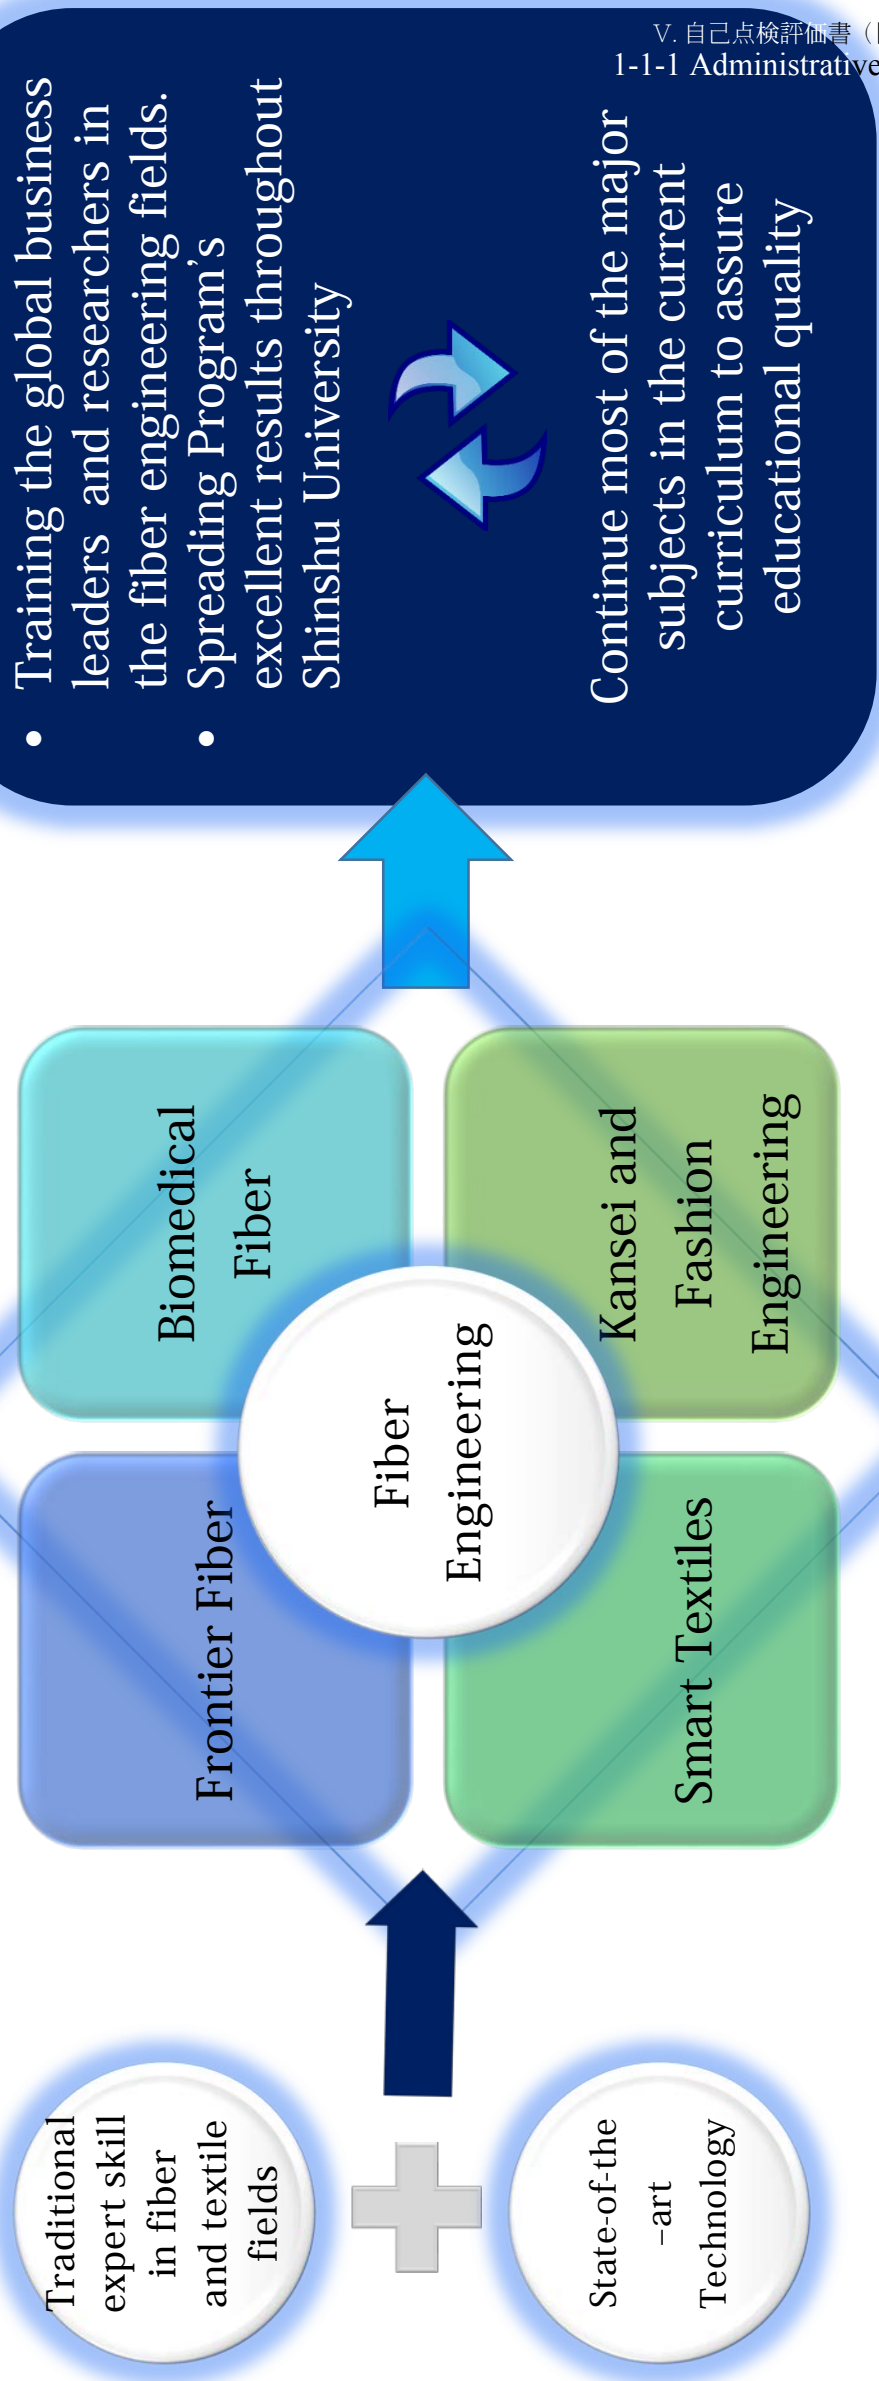 V. 自己点検評価書（
1-1-1 Administrative
Traditional
expert skill
in fiber
and textile
fields
State-of-the
–art
Technology
Frontier Fiber
Biomedical
Fiber
Fiber
Engineering
Smart Textiles
Kansei and
Fashion
Engineering
• Training the global business
leaders and researchers in
the fiber engineering fields.
• Spreading Program's
excellent results throughout
Shinshu University
Continue most of the major
subjects in the current
curriculum to assure
educational quality